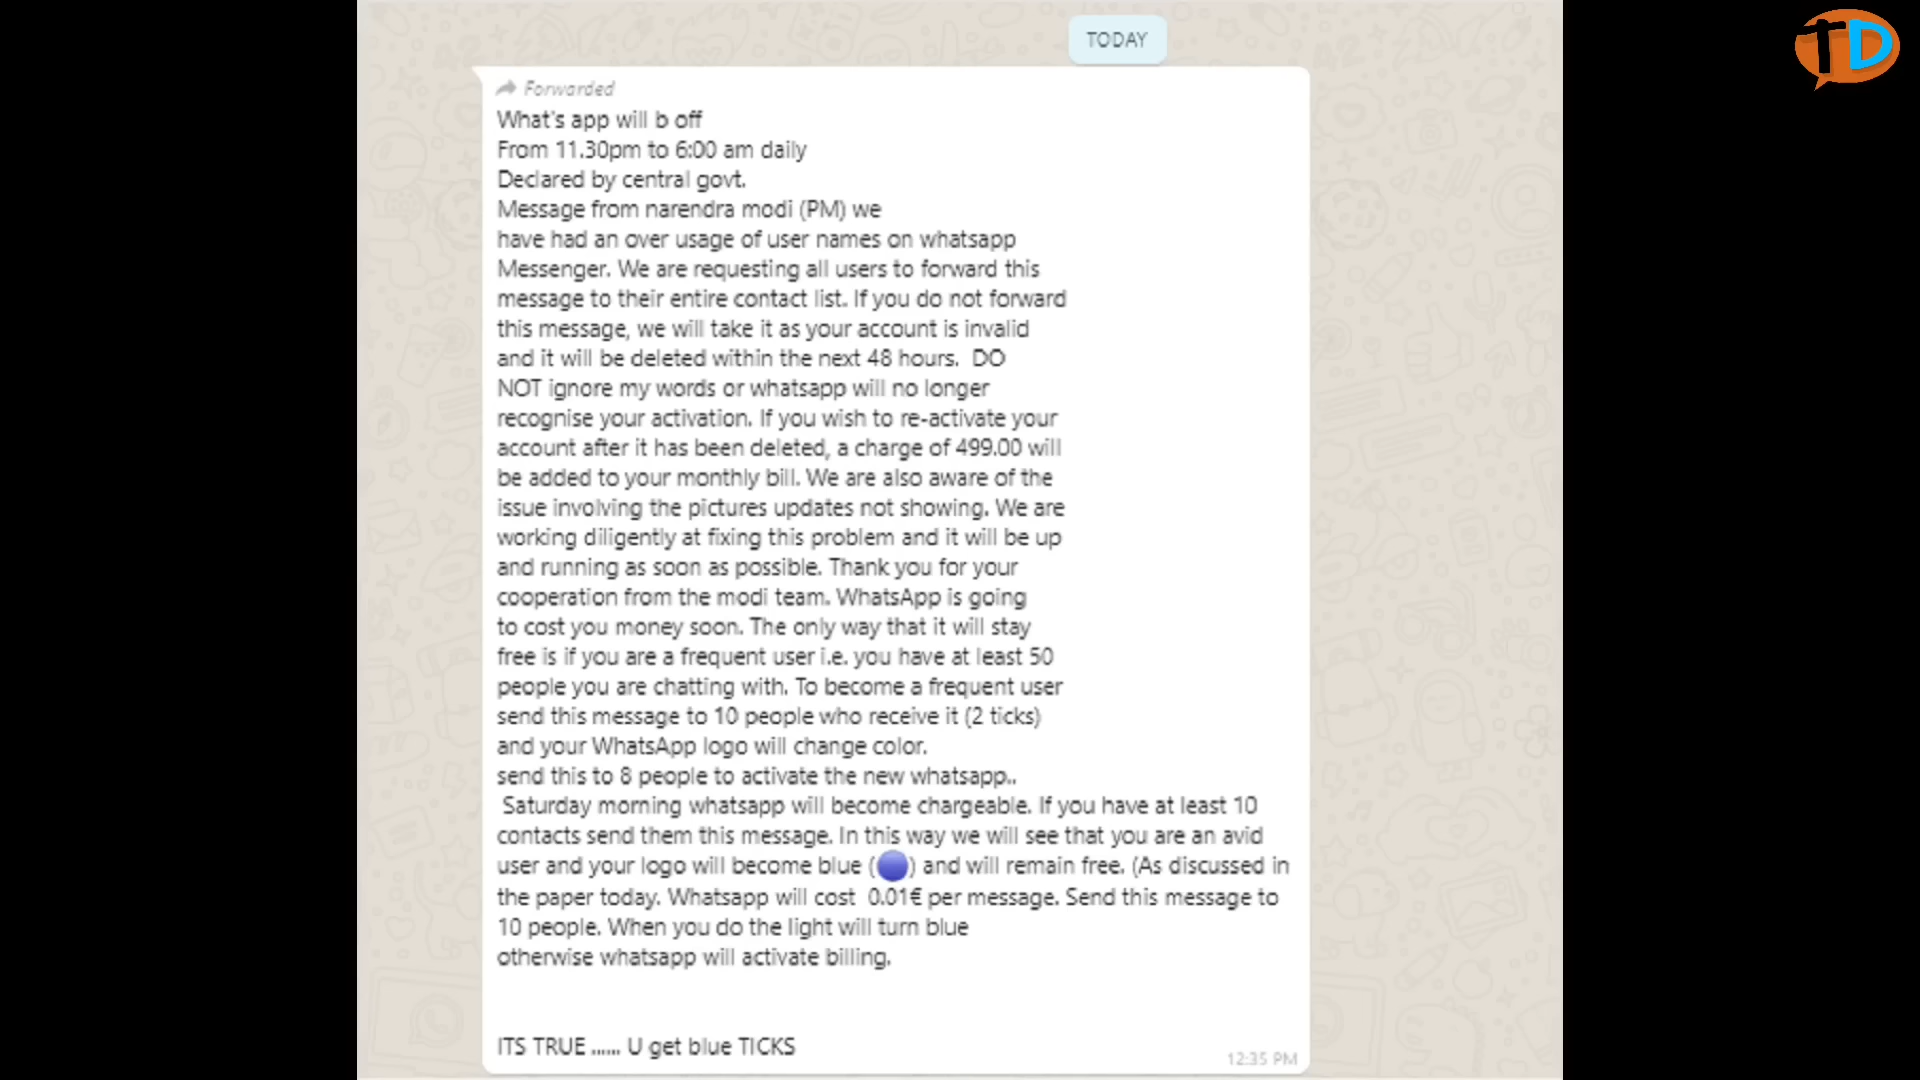 TD
TODAY
Forwarded
What's app will b off
From 11.30pm to 6:00 am daily
Declared by central govt.
Message from narendra modi (PM) we
have had an over usage of user names on whatsapp
Messenger. We are requesting all users to forward this
message to their entire contact list. If you do not forward
this message, we will take it as your account is invalid
and it will be deleted within the next 48 hours.  DO
NOT ignore my words or whatsapp will no longer
recognise your activation. If you wish to re-activate your
account after it has been deleted, a charge of 499.00 will
be added to your monthly bill. We are also aware of the
issue involving the pictures updates not showing. We are
working diligently at fixing this problem and it will be up
and running as soon as possible. Thank you for your
cooperation from the modi team. WhatsApp is going
to cost you money soon. The only way that it will stay
free is if you are a frequent user i.e. you have at least 50
people you are chatting with. To become a frequent user
send this message to 10 people who receive it (2 ticks)
and your WhatsApp logo will change color.
send this to 8 people to activate the new whatsapp..
Saturday morning whatsapp will become chargeable. If you have at least 10
contacts send them this message. In this way we will see that you are an avid
user and your logo will become blue (🔵) and will remain free. (As discussed in
the paper today. Whatsapp will cost  0.01€ per message. Send this message to
10 people. When you do the light will turn blue
otherwise whatsapp will activate billing.
ITS TRUE ...... U get blue TICKS
12:35 PM